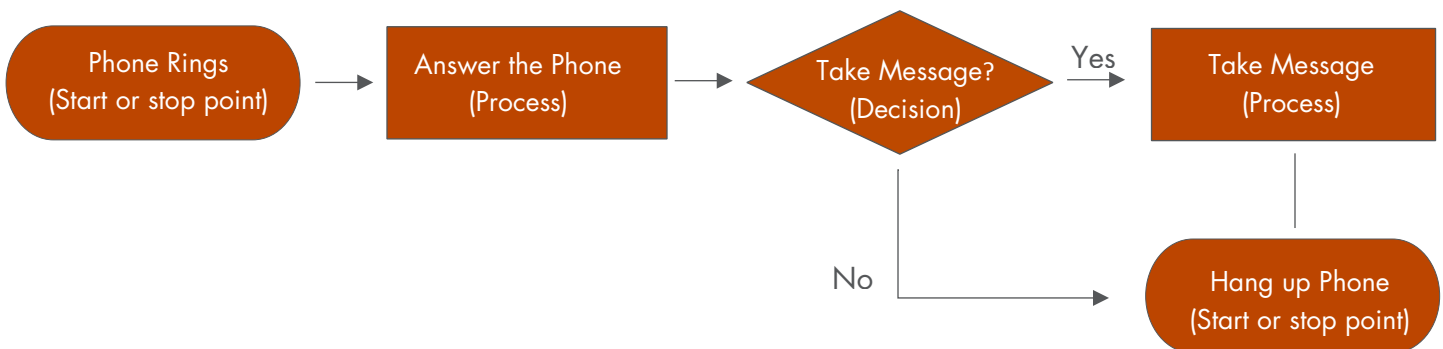 Phone Rings
(Start or stop point)
Answer the Phone
(Process)
Take Message?
(Decision)
Yes
Take Message
(Process)
No
Hang up Phone
(Start or stop point)